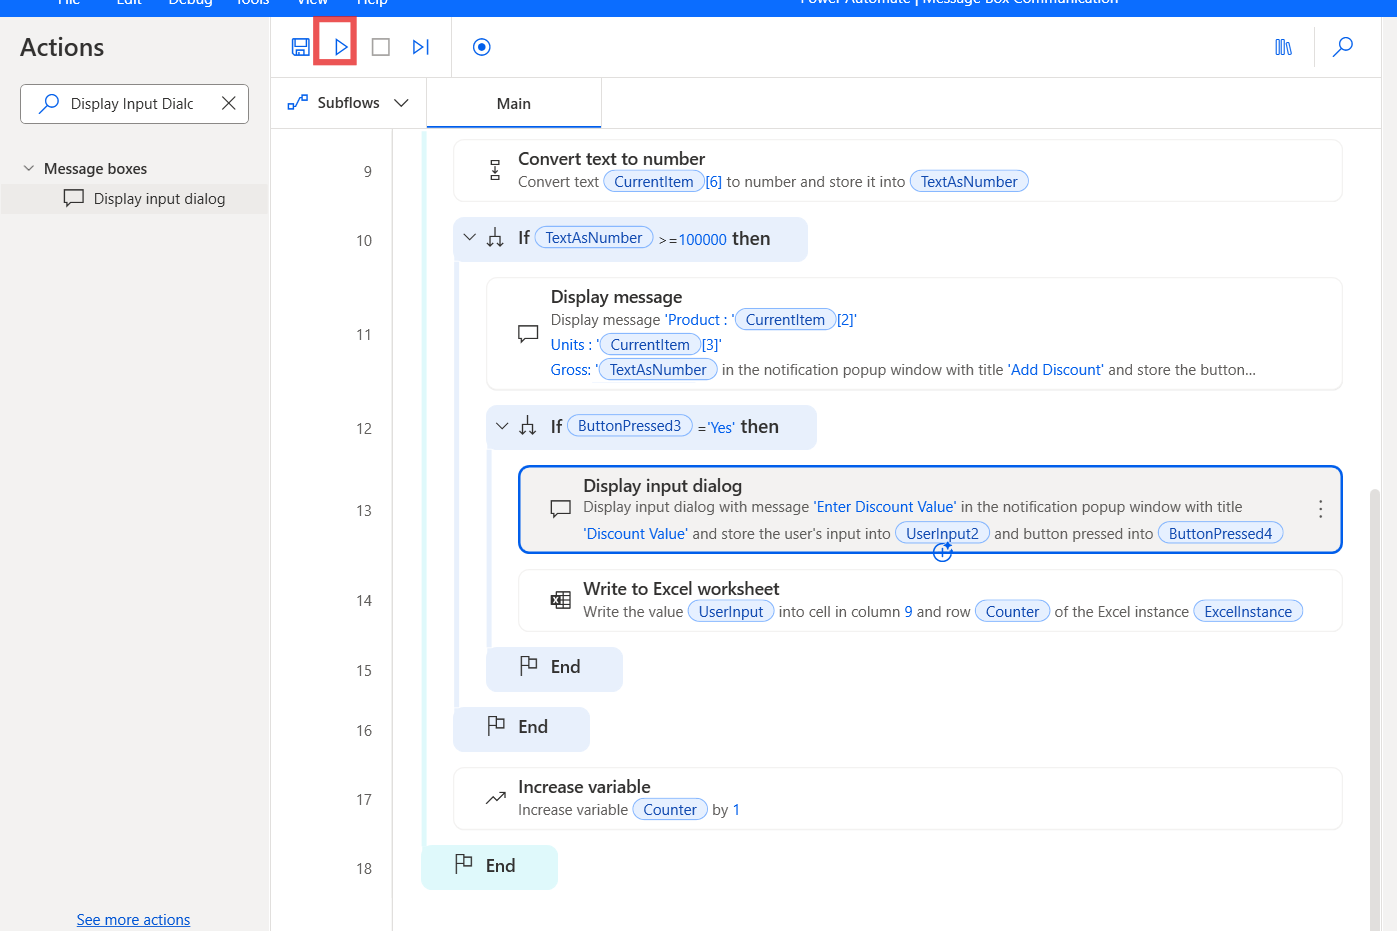 File Edit Debug Tools View Help
Power Automate | Message Box Communication
Actions
Display Input Dialc
Message boxes
Display input dialog
See more actions
Subflows
Main
9
Convert text to number
Convert text CurrentItem [6] to number and store it into TextAsNumber
10
If TextAsNumber >=100000 then
11
Display message
Display message 'Product : ' CurrentItem [2]'
Units : ' CurrentItem [3]'
Gross: ' TextAsNumber in the notification popup window with title 'Add Discount' and store the button...
12
If ButtonPressed3 ='Yes' then
13
Display input dialog
Display input dialog with message 'Enter Discount Value' in the notification popup window with title
'Discount Value' and store the user's input into UserInput2 and button pressed into ButtonPressed4
14
Write to Excel worksheet
Write the value UserInput into cell in column 9 and row Counter of the Excel instance ExcelInstance
15
End
16
End
17
Increase variable
Increase variable Counter by 1
18
End